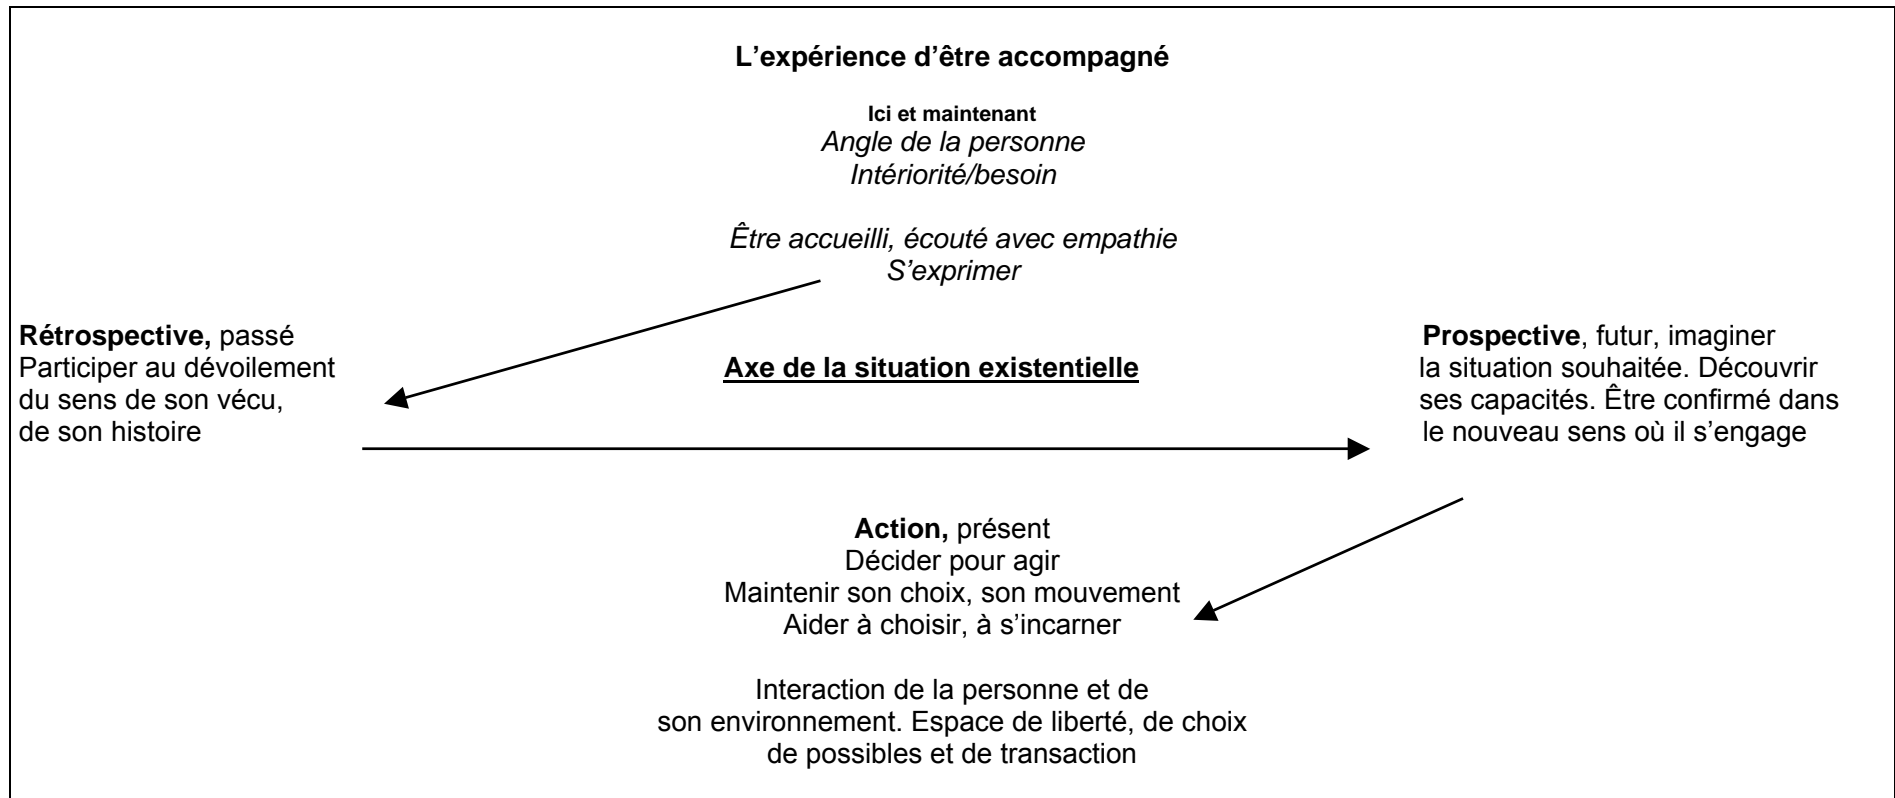 L’expérience d’être accompagné
Ici et maintenant
Angle de la personne
Intériorité/besoin
Être accueilli, écouté avec empathie
S’exprimer
Rétrospective, passé
Participer au dévoilement
du sens de son vécu,
de son histoire
Axe de la situation existentielle
Prospective, futur, imaginer
la situation souhaitée. Découvrir
ses capacités. Être confirmé dans
le nouveau sens où il s’engage
Action, présent
Décider pour agir
Maintenir son choix, son mouvement
Aider à choisir, à s’incarner
Interaction de la personne et de
son environnement. Espace de liberté, de choix
de possibles et de transaction